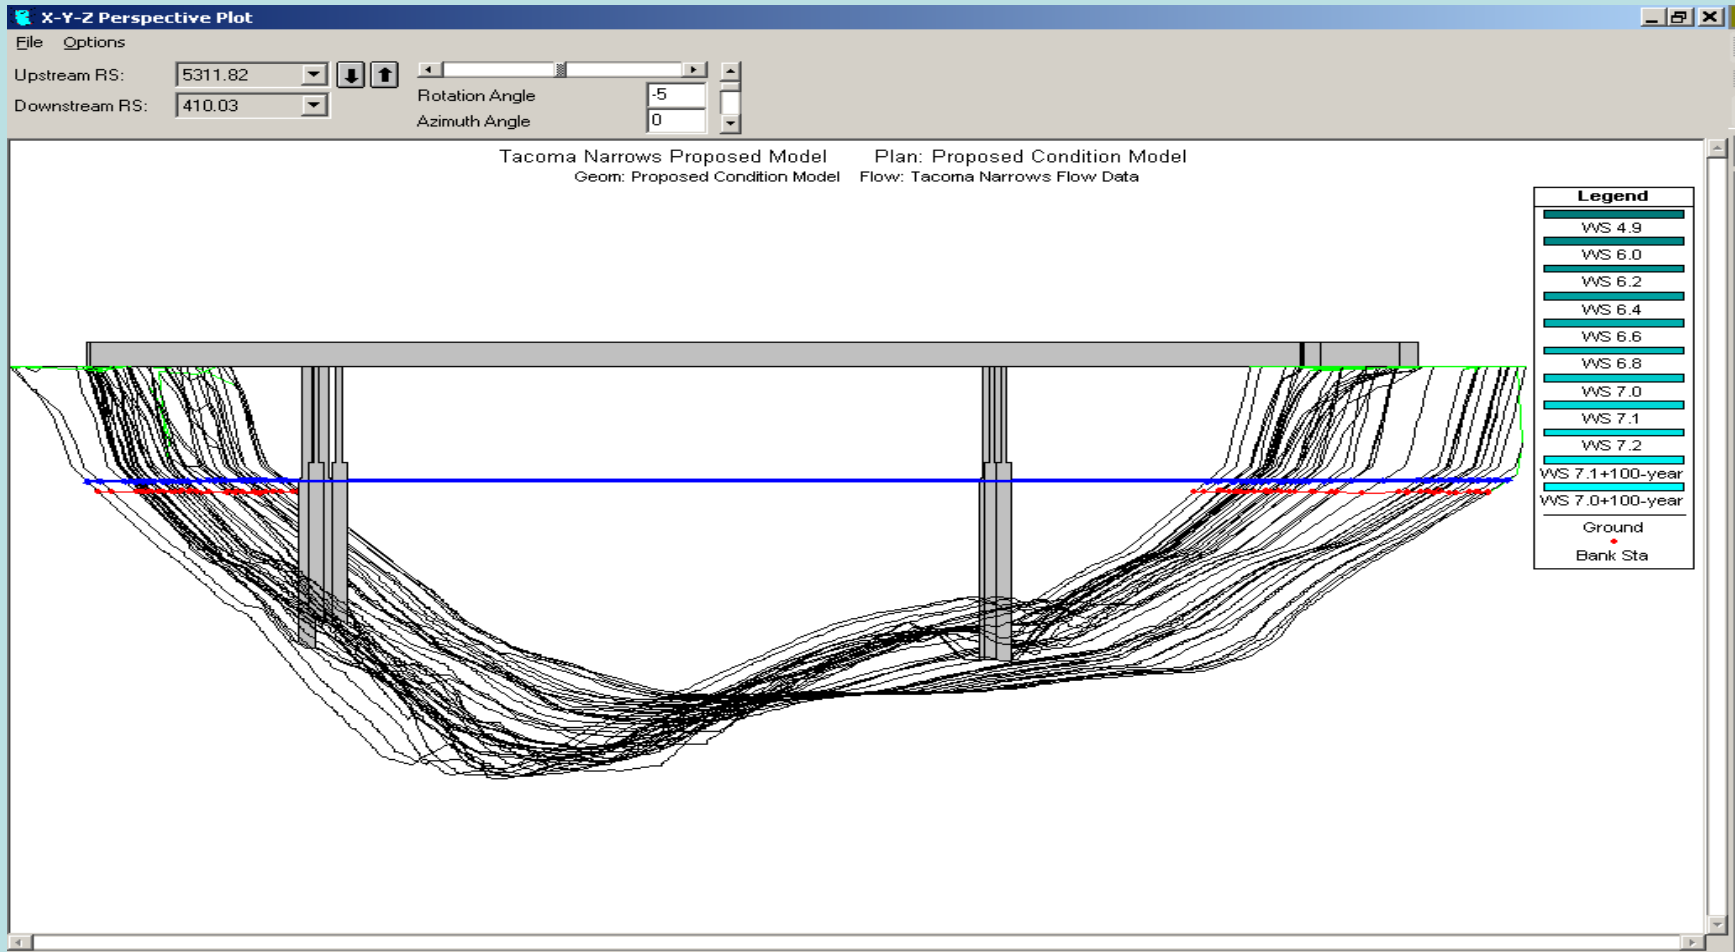 X-Y-Z Perspective Plot
File Options
Upstream RS: 5311.82
Downstream RS: 410.03
Rotation Angle -5
Azimuth Angle 0
Tacoma Narrows Proposed Model Plan: Proposed Condition Model
Geom: Proposed Condition Model Flow: Tacoma Narrows Flow Data
Legend
WS 4.9
WS 6.0
WS 6.2
WS 6.4
WS 6.6
WS 6.8
WS 7.0
WS 7.1
WS 7.2
WS 7.1+100-year
WS 7.0+100-year
Ground
Bank Sta